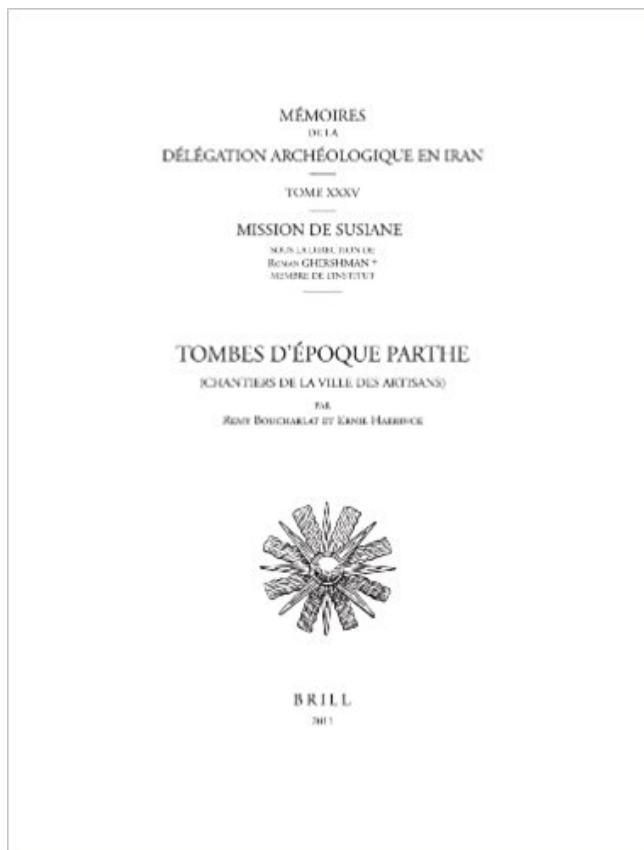 MÉMOIRES
DE LA
DÉLÉGATION ARCHÉOLOGIQUE EN IRAN
TOME XXXV
MISSION DE SUSIANE
SOUS LA DIRECTION DE
ROMAN GHIRSHMAN †
MEMBRE DE L'INSTITUT
TOMBES D'ÉPOQUE PARTHE
(CHANTIERS DE LA VILLE DES ARTISANS)
PAR
REMY BOUCHARLAT ET ERNIE HAERINCK
BRILL
2011